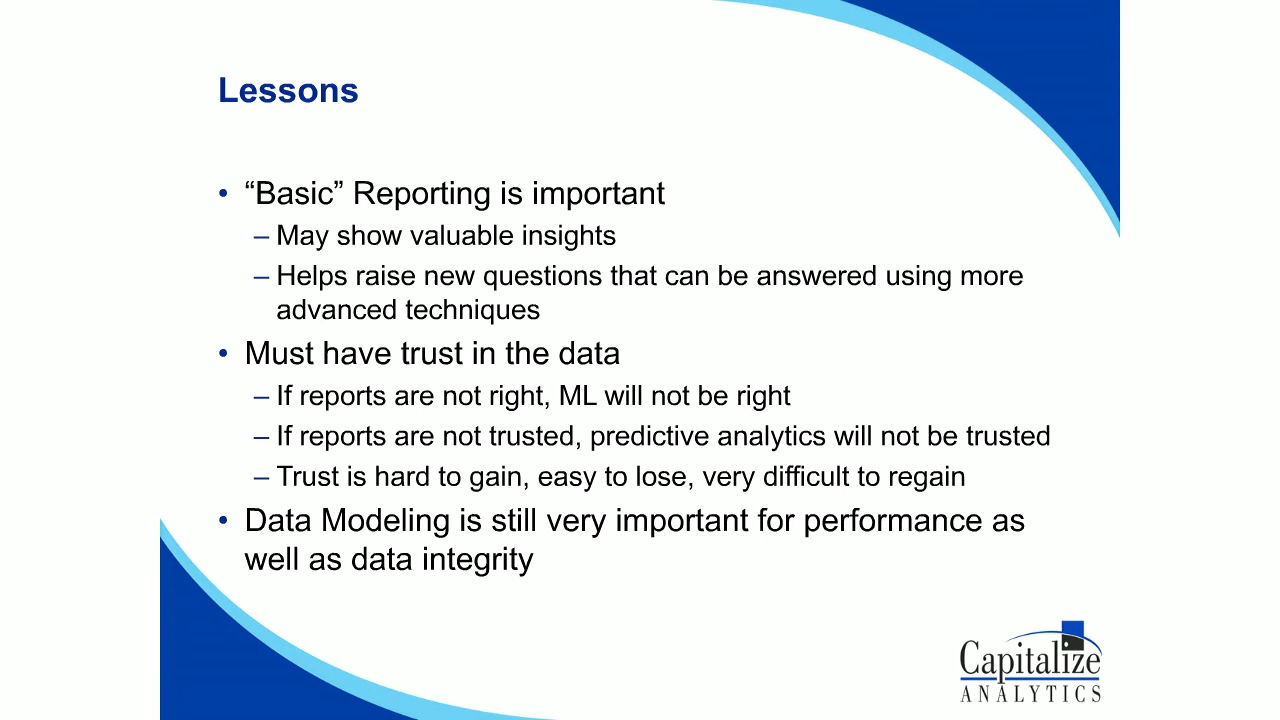 Lessons
• “Basic” Reporting is important
– May show valuable insights
– Helps raise new questions that can be answered using more
advanced techniques
• Must have trust in the data
– If reports are not right, ML will not be right
– If reports are not trusted, predictive analytics will not be trusted
– Trust is hard to gain, easy to lose, very difficult to regain
• Data Modeling is still very important for performance as
well as data integrity
Capitalize
ANALYTICS